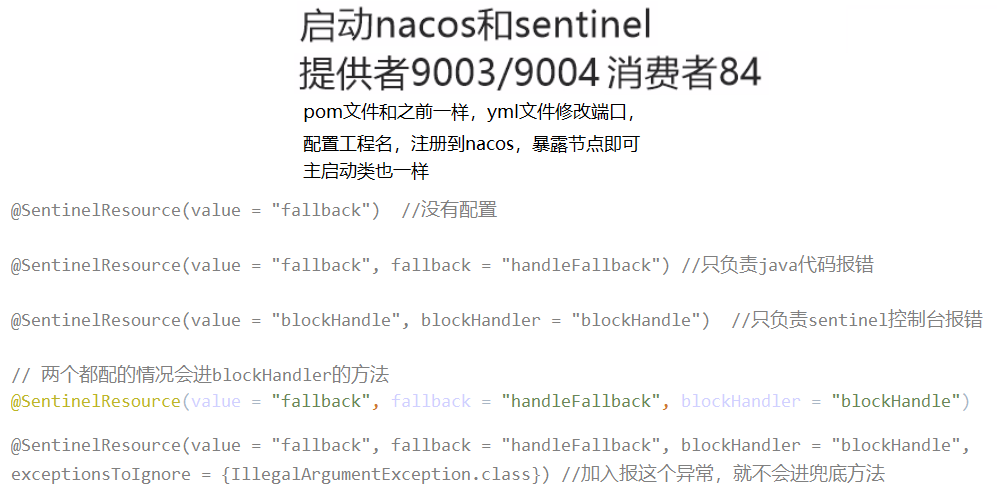 启动nacos和sentinel
提供者9003/9004 消费者84
pom文件和之前一样，yml文件修改端口，
配置工程名，注册到nacos，暴露节点即可
主启动类也一样
@SentinelResource(value = "fallback")  //没有配置
@SentinelResource(value = "fallback", fallback = "handleFallback") //只负责java代码报错
@SentinelResource(value = "blockHandle", blockHandler = "blockHandle")  //只负责sentinel控制台报错
// 两个都配的情况会进blockHandler的方法
@SentinelResource(value = "fallback", fallback = "handleFallback", blockHandler = "blockHandle")
@SentinelResource(value = "fallback", fallback = "handleFallback", blockHandler = "blockHandle",
exceptionsToIgnore = {IllegalArgumentException.class}) //加入报这个异常，就不会进兜底方法